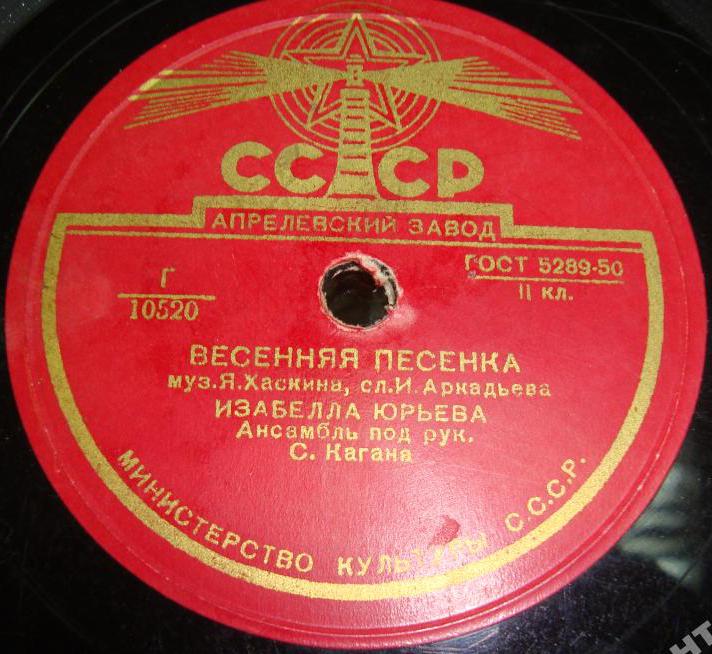 СССР
АПРЕЛЕВСКИЙ ЗАВОД
Г
10520
ГОСТ 5289-50
II кл.
ВЕСЕННЯЯ ПЕСЕНКА
муз. Я. Хаскина, сл. И. Аркадьева
ИЗАБЕЛЛА ЮРЬЕВА
Ансамбль под рук.
С. Кагана
МИНИСТЕРСТВО КУЛЬТУРЫ С.С.С.Р.